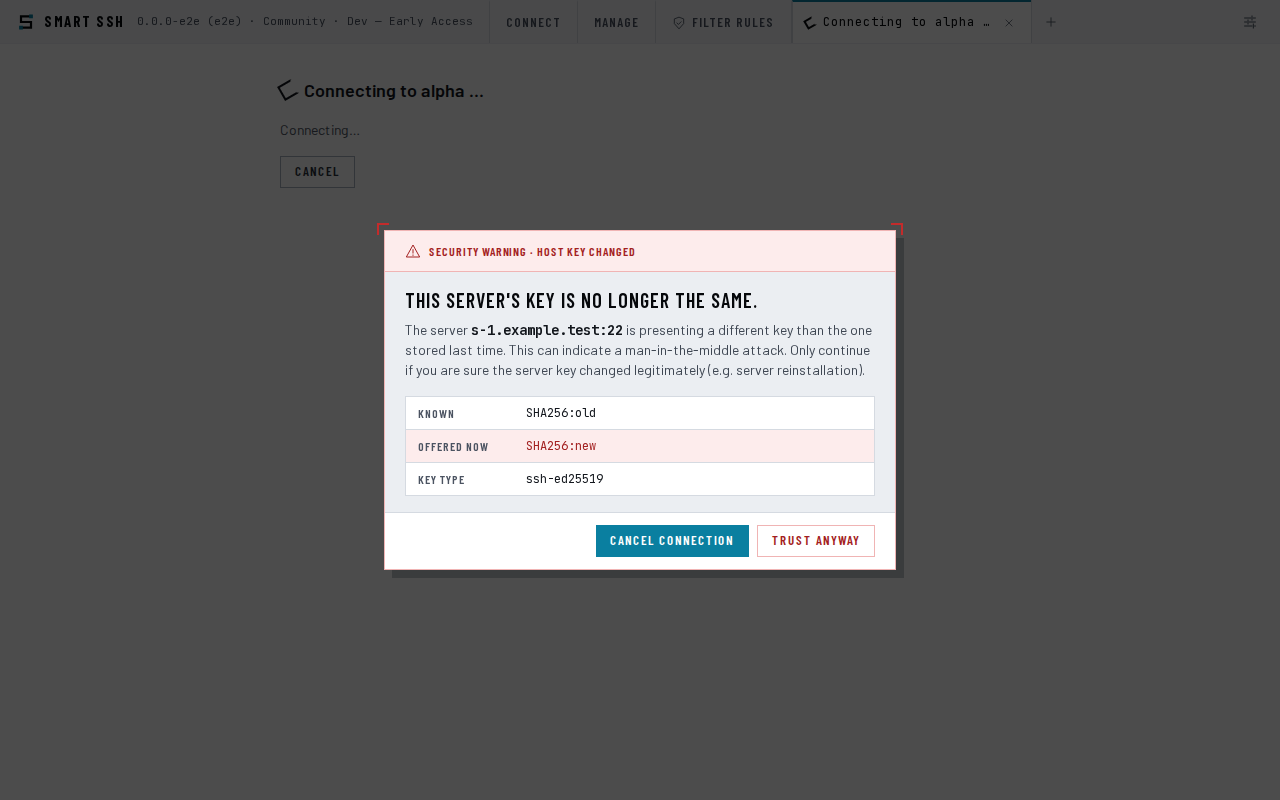 SMART SSH 0.0.0-e2e (e2e) · Community · Dev — Early Access CONNECT MANAGE FILTER RULES Connecting to alpha …
Connecting to alpha …
Connecting…
CANCEL
SECURITY WARNING · HOST KEY CHANGED
THIS SERVER'S KEY IS NO LONGER THE SAME.
The server s-1.example.test:22 is presenting a different key than the one
stored last time. This can indicate a man-in-the-middle attack. Only continue
if you are sure the server key changed legitimately (e.g. server reinstallation).
KNOWN SHA256:old
OFFERED NOW SHA256:new
KEY TYPE ssh-ed25519
CANCEL CONNECTION TRUST ANYWAY